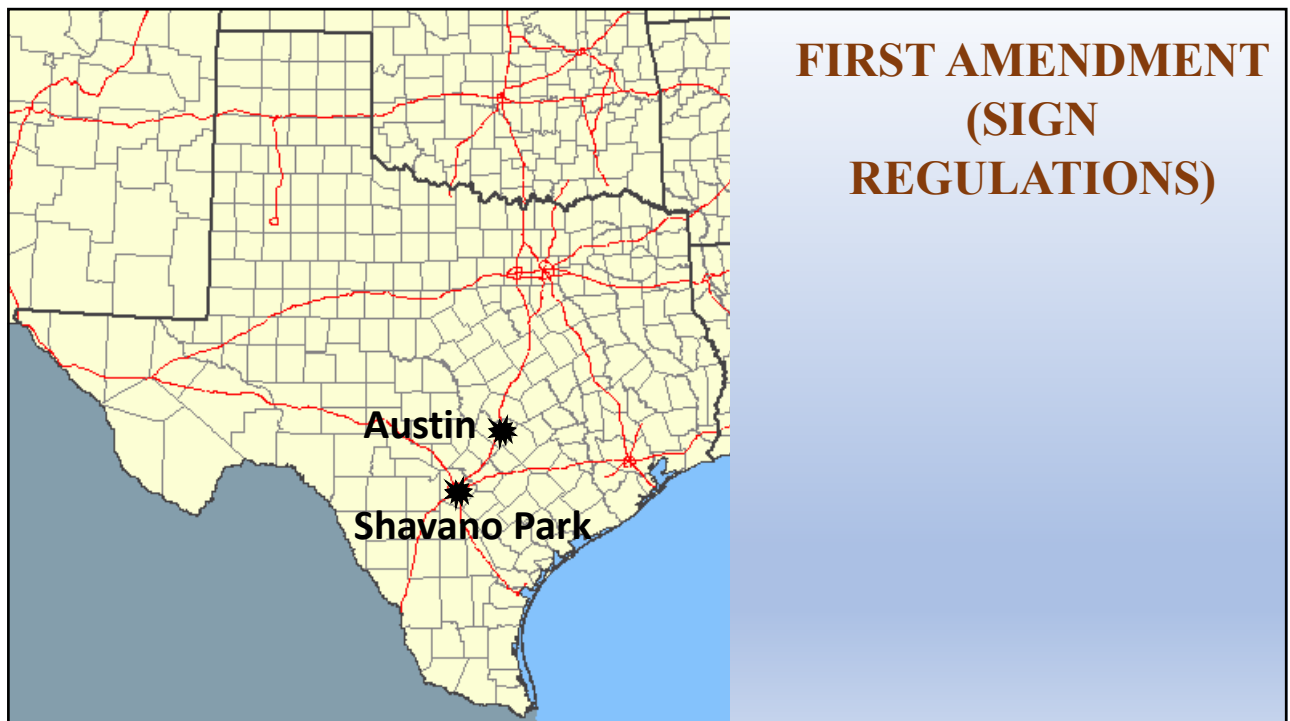 FIRST AMENDMENT
(SIGN
REGULATIONS)
Austin
Shavano Park